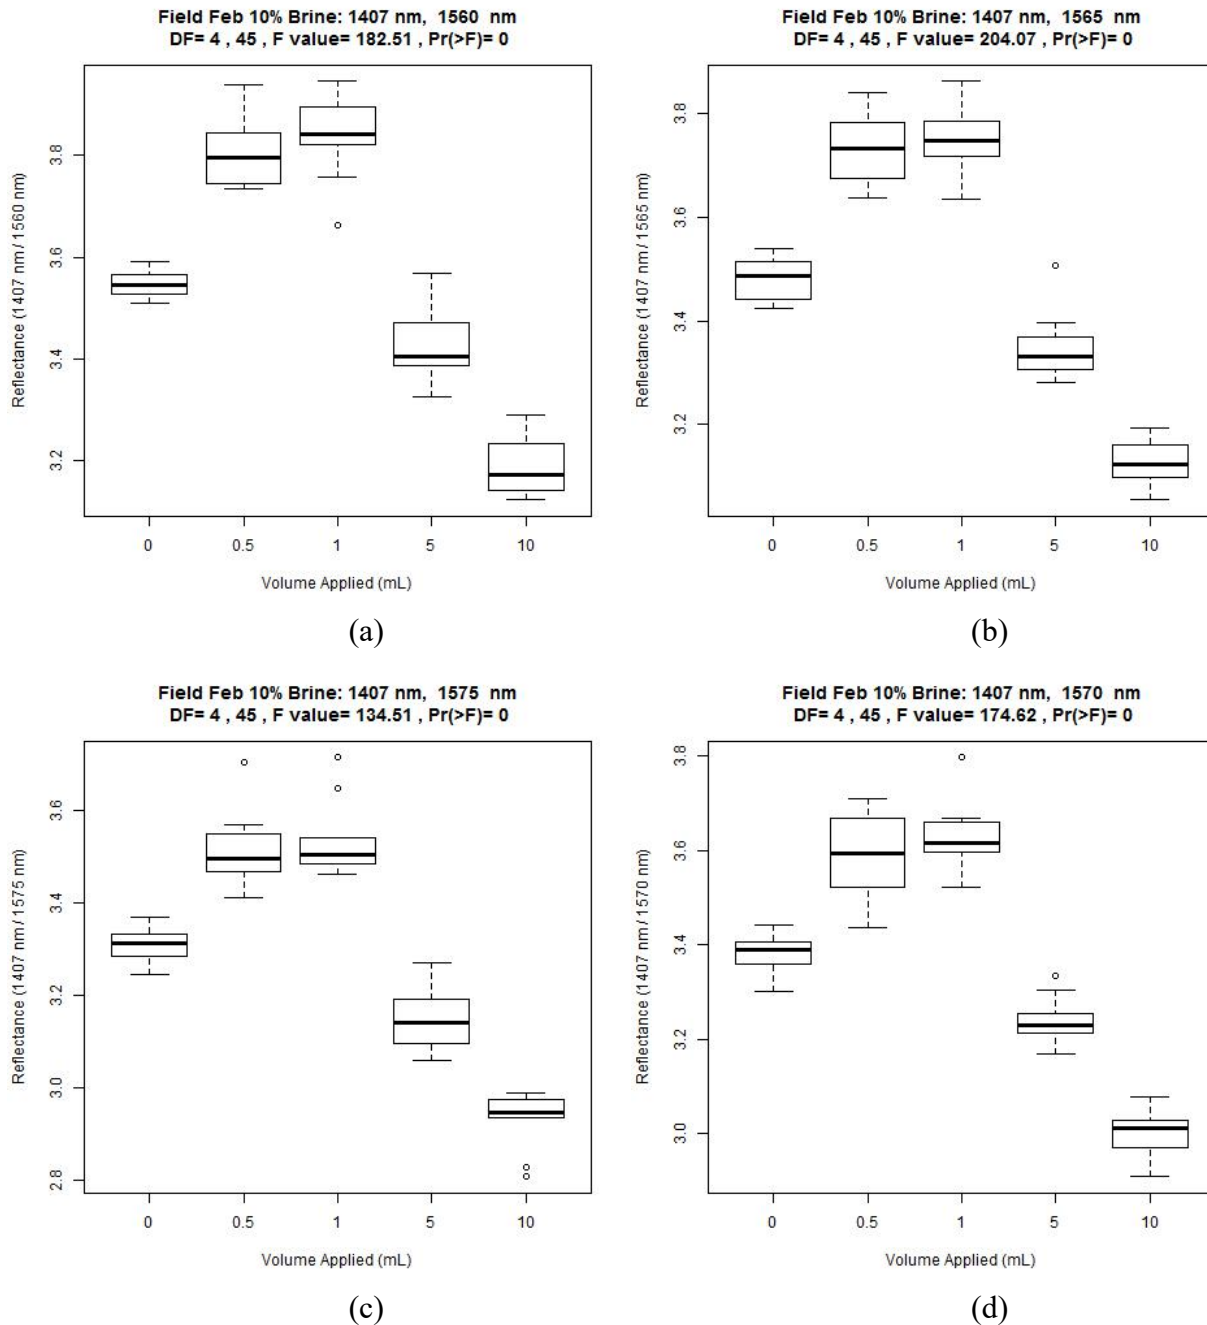 Field Feb 10% Brine: 1407 nm, 1560 nm
DF= 4 , 45 , F value= 182.51 , Pr(>F)= 0
Reflectance (1407 nm / 1560 nm)
3.8
3.6
3.4
3.2
0 0.5 1 5 10
Volume Applied (mL)
(a)
Field Feb 10% Brine: 1407 nm, 1565 nm
DF= 4 , 45 , F value= 204.07 , Pr(>F)= 0
Reflectance (1407 nm / 1565 nm)
3.8
3.6
3.4
3.2
0 0.5 1 5 10
Volume Applied (mL)
(b)
Field Feb 10% Brine: 1407 nm, 1575 nm
DF= 4 , 45 , F value= 134.51 , Pr(>F)= 0
Reflectance (1407 nm / 1575 nm)
3.6
3.4
3.2
3.0
2.8
0 0.5 1 5 10
Volume Applied (mL)
(c)
Field Feb 10% Brine: 1407 nm, 1570 nm
DF= 4 , 45 , F value= 174.62 , Pr(>F)= 0
Reflectance (1407 nm / 1570 nm)
3.8
3.6
3.4
3.2
3.0
0 0.5 1 5 10
Volume Applied (mL)
(d)